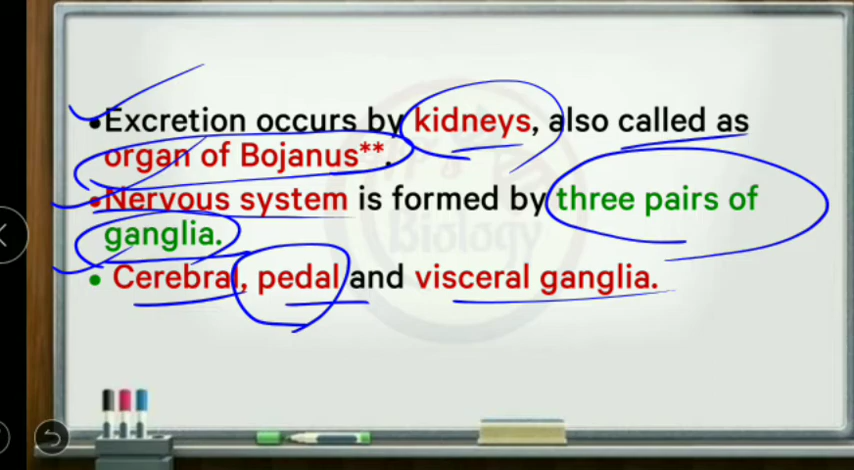 •Excretion occurs by kidneys, also called as
organ of Bojanus**.
•Nervous system is formed by three pairs of
ganglia.
• Cerebral, pedal and visceral ganglia.
Biology